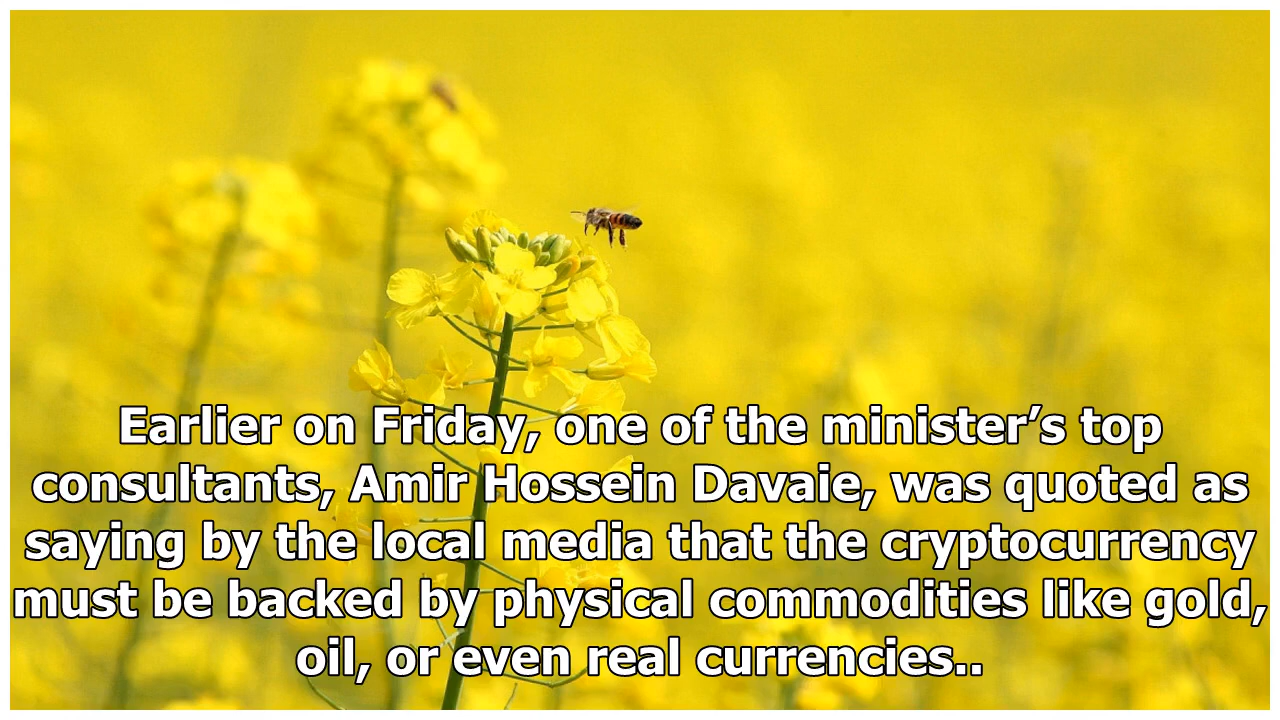 Earlier on Friday, one of the minister’s top
consultants, Amir Hossein Davaie, was quoted as
saying by the local media that the cryptocurrency
must be backed by physical commodities like gold,
oil, or even real currencies..